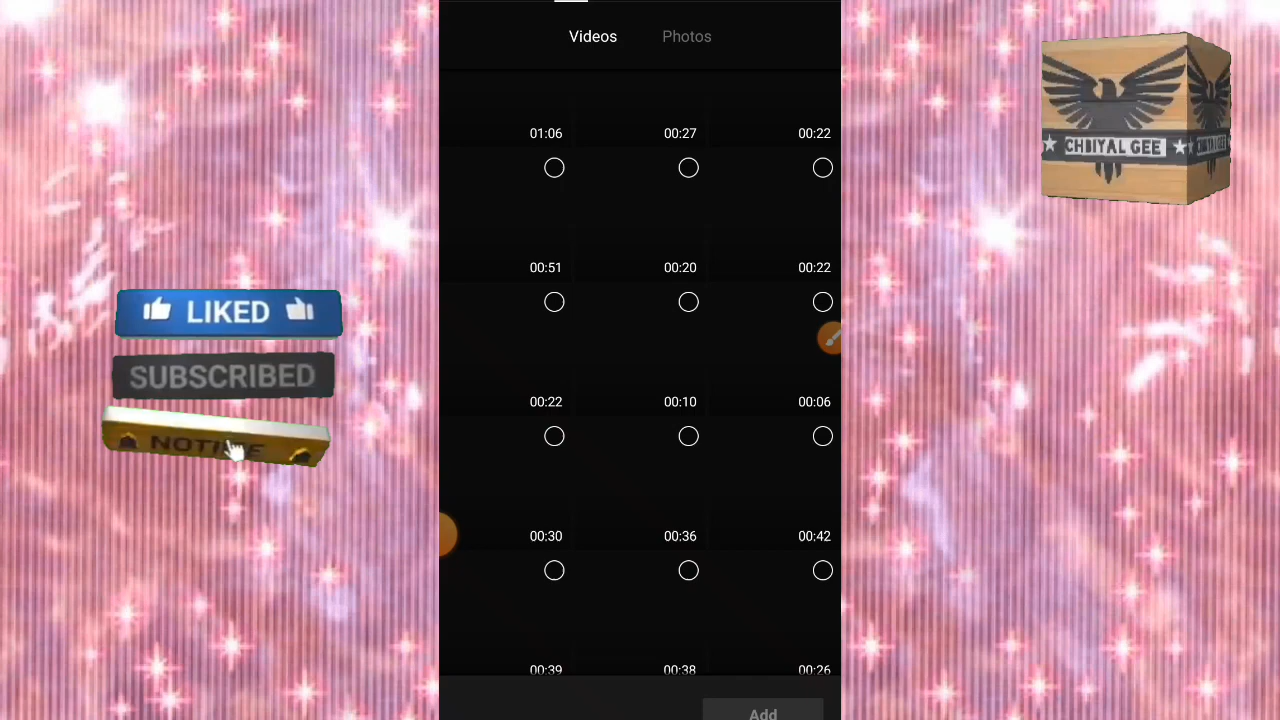 Videos Photos
01:06 00:27 00:22
00:51 00:20 00:22
00:22 00:10 00:06
00:30 00:36 00:42
00:39 00:38 00:26
Add
LIKED
SUBSCRIBED
CHBIYAL GEE